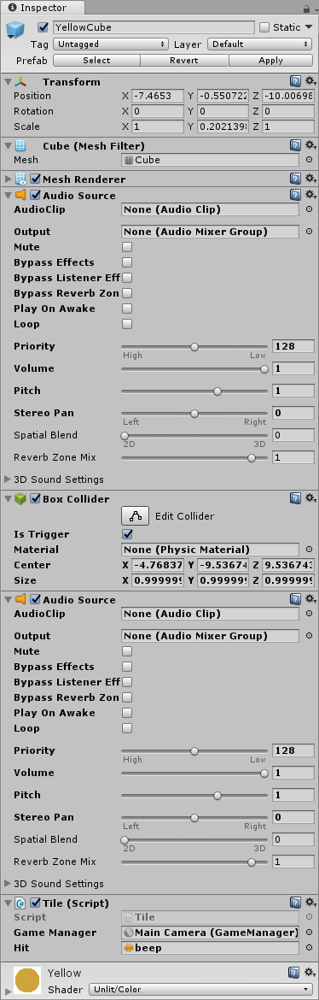 Inspector
YellowCube Static
Tag Untagged Layer Default
Prefab Select Revert Apply
Transform
Position X -7.4653 Y -0.550722 Z -10.00698
Rotation X 0 Y 0 Z 0
Scale X 1 Y 0.2021398 Z 1
Cube (Mesh Filter)
Mesh Cube
Mesh Renderer
Audio Source
AudioClip None (Audio Clip)
Output None (Audio Mixer Group)
Mute
Bypass Effects
Bypass Listener Eff
Bypass Reverb Zon
Play On Awake
Loop
Priority 128
High Low
Volume 1
Pitch 1
Stereo Pan 0
Left Right
Spatial Blend 0
2D 3D
Reverb Zone Mix 1
3D Sound Settings
Box Collider
Edit Collider
Is Trigger
Material None (Physic Material)
Center X -4.76837 Y -9.53674 Z 9.536743
Size X 0.999999 Y 0.999999 Z 0.999999
Audio Source
AudioClip None (Audio Clip)
Output None (Audio Mixer Group)
Mute
Bypass Effects
Bypass Listener Eff
Bypass Reverb Zon
Play On Awake
Loop
Priority 128
High Low
Volume 1
Pitch 1
Stereo Pan 0
Left Right
Spatial Blend 0
2D 3D
Reverb Zone Mix 1
3D Sound Settings
Tile (Script)
Script Tile
Game Manager Main Camera (GameManager)
Hit beep
Yellow
Shader Unlit/Color